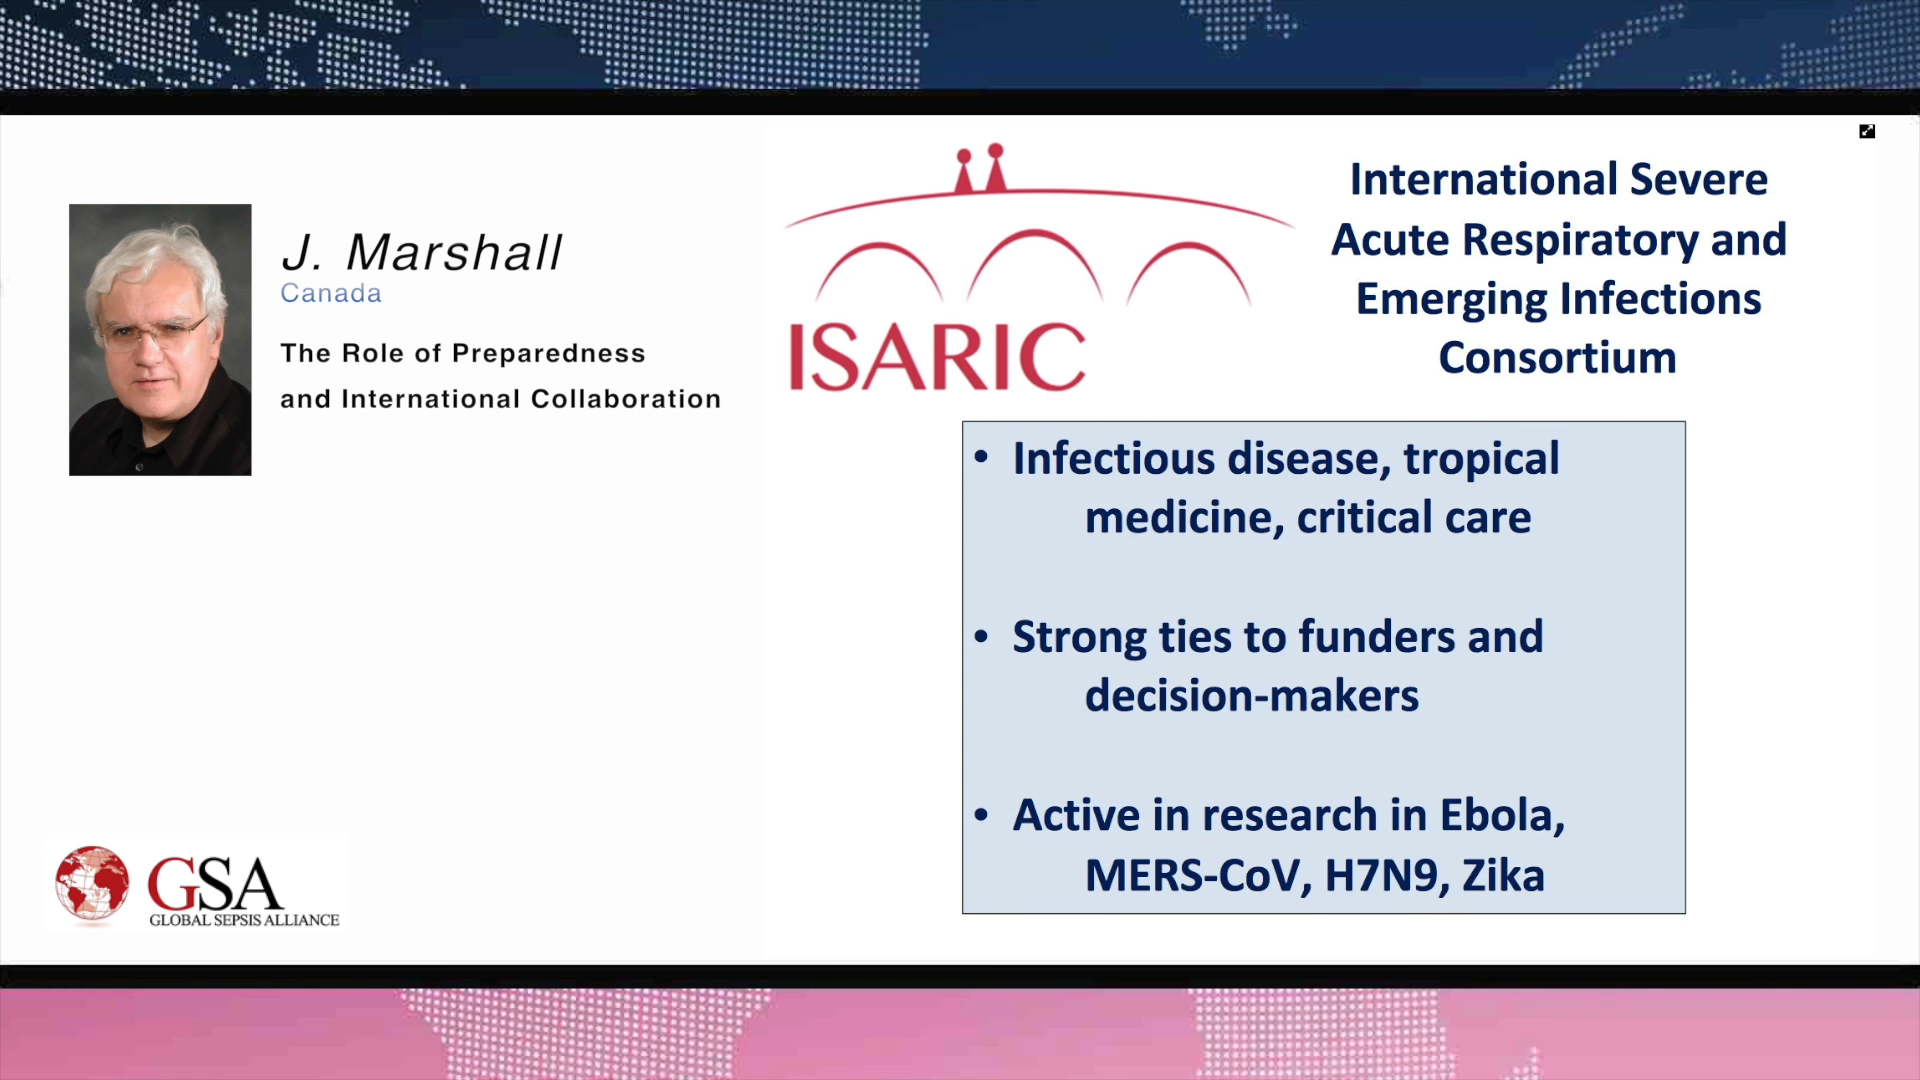 J. Marshall
Canada
The Role of Preparedness
and International Collaboration
GSA
GLOBAL SEPSIS ALLIANCE
ISARIC
International Severe
Acute Respiratory and
Emerging Infections
Consortium
• Infectious disease, tropical
medicine, critical care
• Strong ties to funders and
decision-makers
• Active in research in Ebola,
MERS-CoV, H7N9, Zika